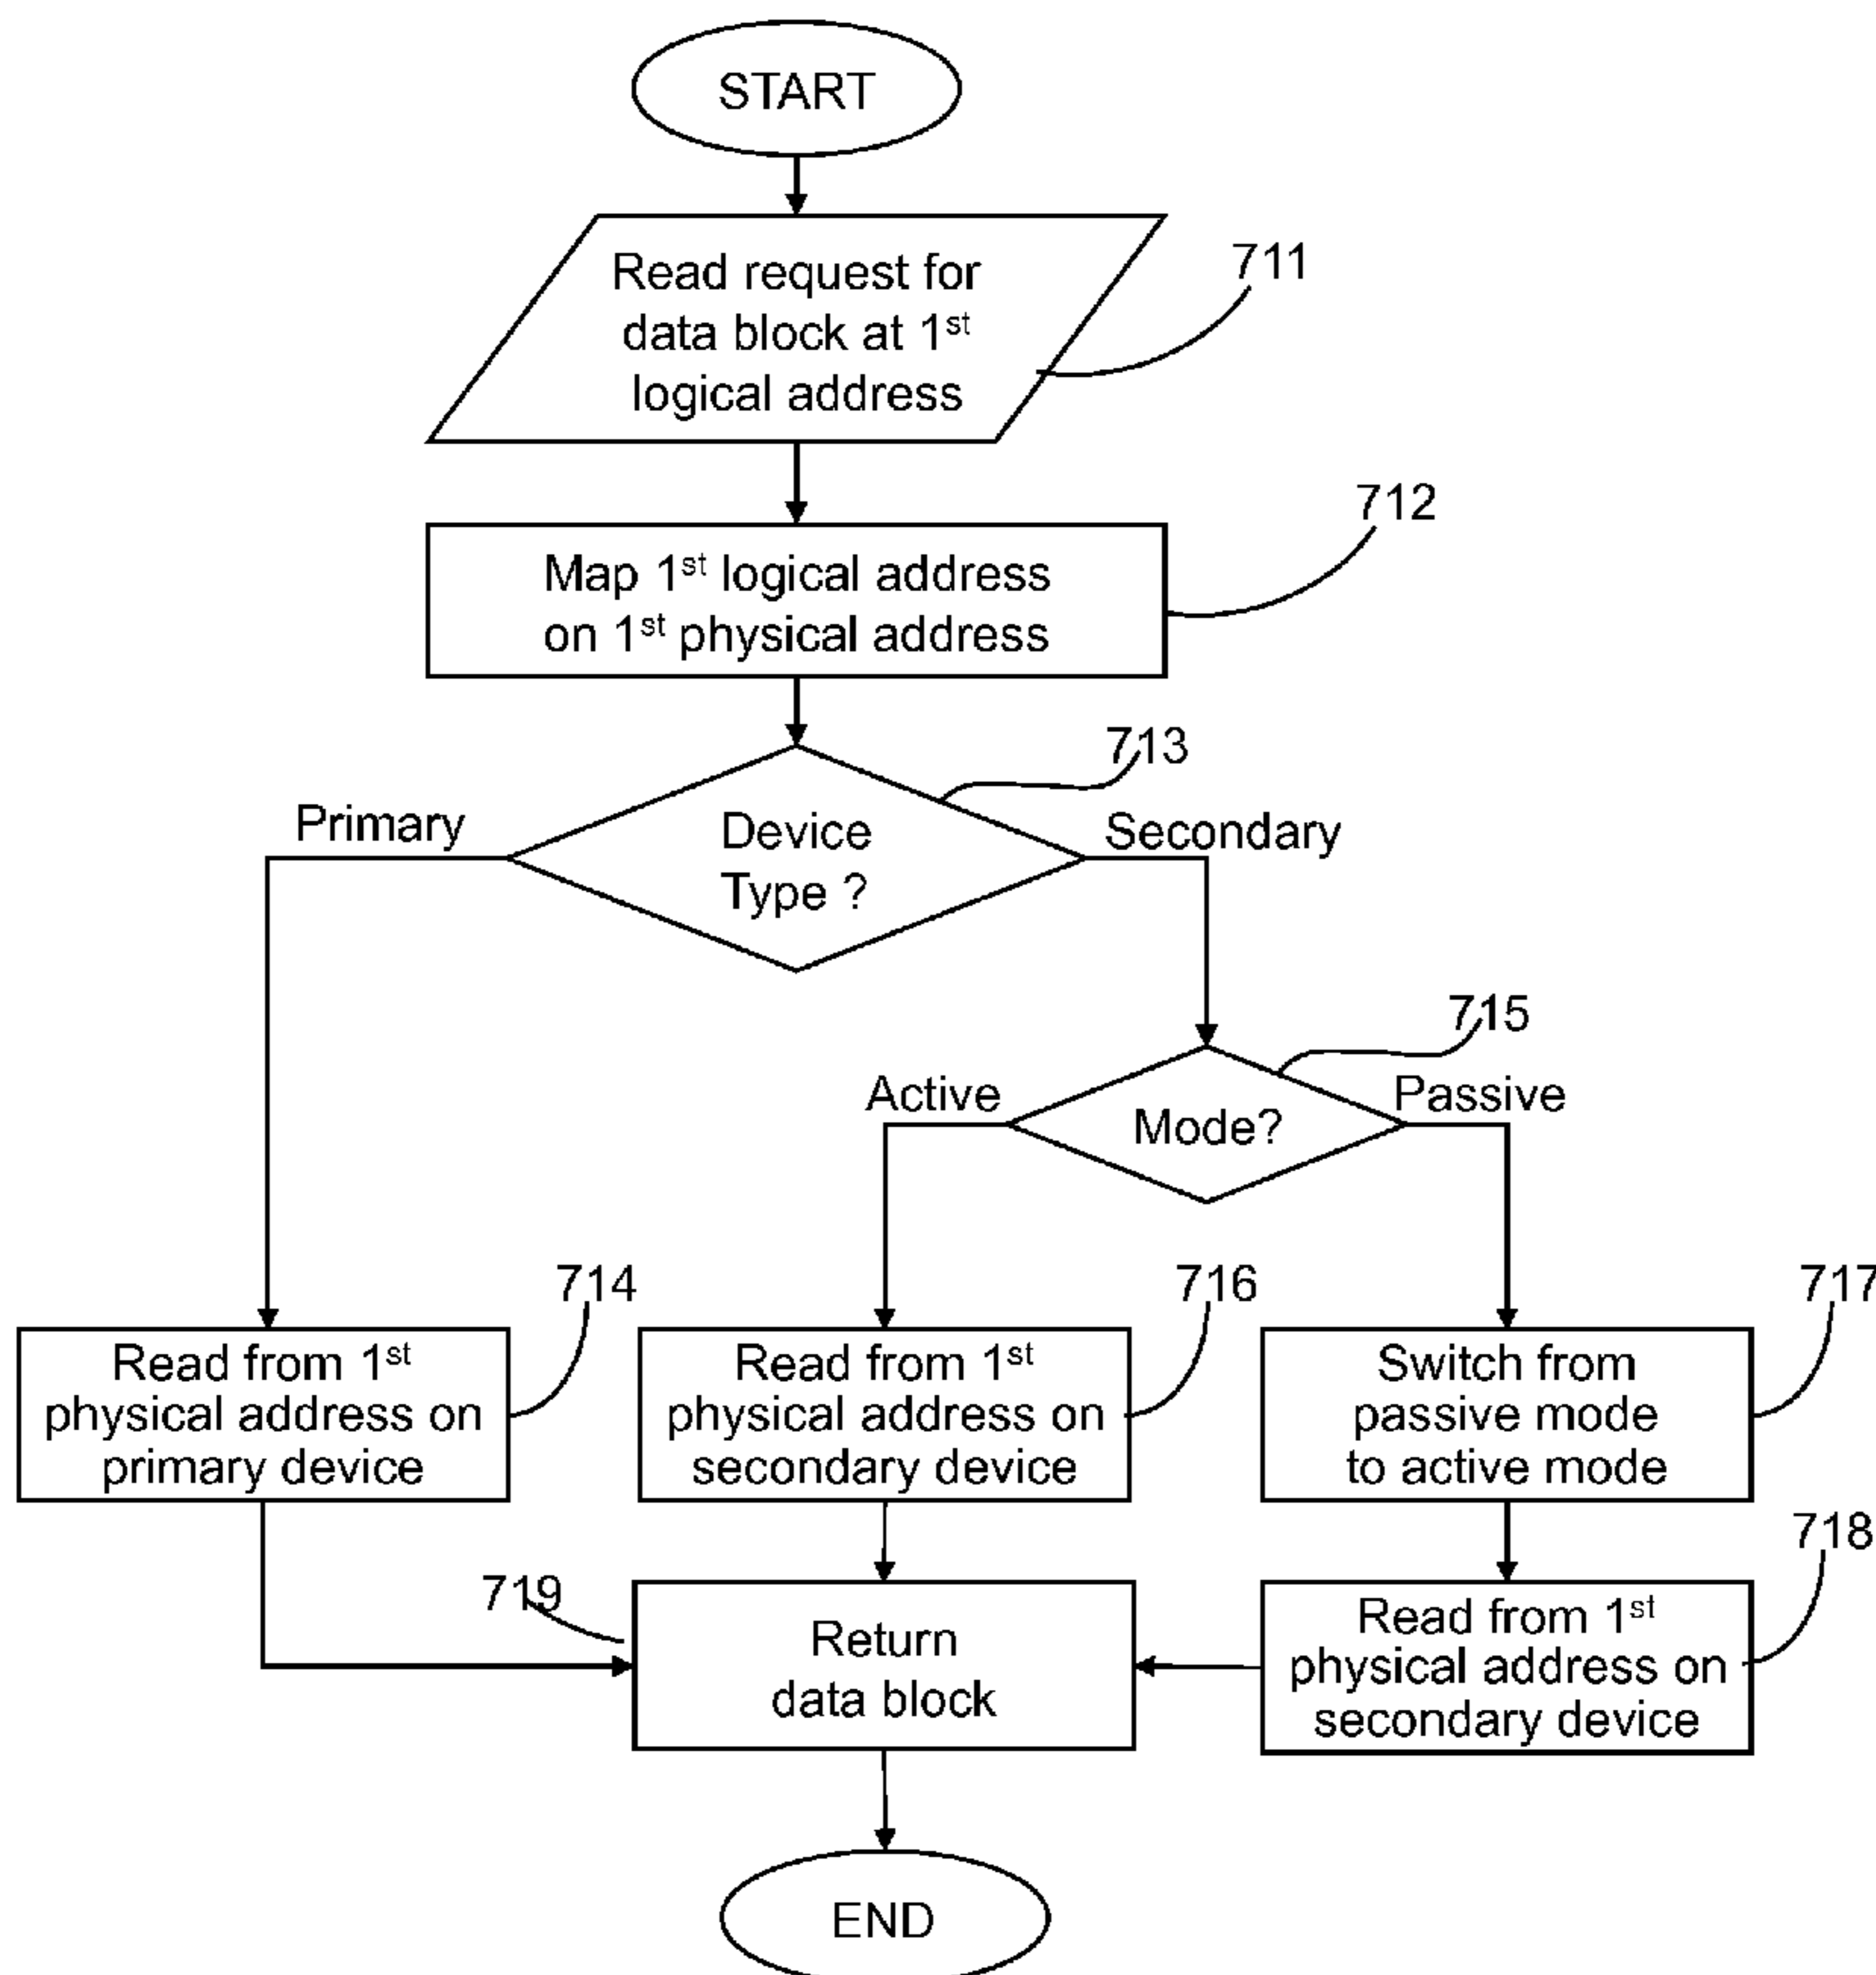 START
Read request for
data block at 1st
logical address
711
712
Map 1st logical address
on 1st physical address
713
Primary
Device
Type ?
Secondary
715
Active
Mode?
Passive
714
716
717
Read from 1st
physical address on
primary device
Read from 1st
physical address on
secondary device
Switch from
passive mode
to active mode
718
719
Return
data block
Read from 1st
physical address on
secondary device
END